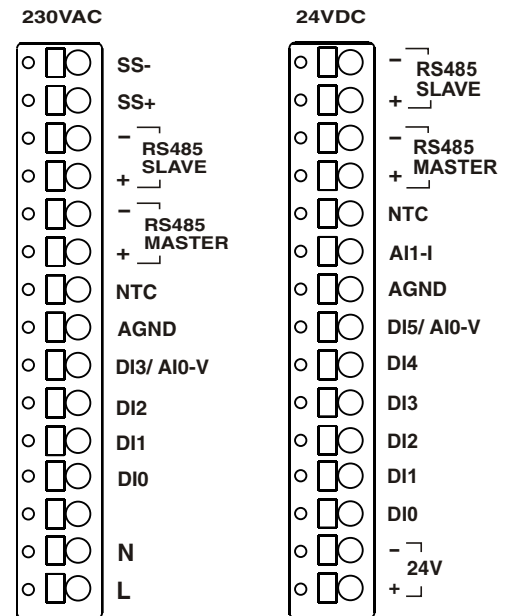 230VAC
SS-
SS+
-
RS485
SLAVE
+
-
RS485
MASTER
+
NTC
AGND
DI3/ AI0-V
DI2
DI1
DI0
N
L
24VDC
-
RS485
SLAVE
+
-
RS485
MASTER
+
NTC
AI1-I
AGND
DI5/ AI0-V
DI4
DI3
DI2
DI1
DI0
-
24V
+